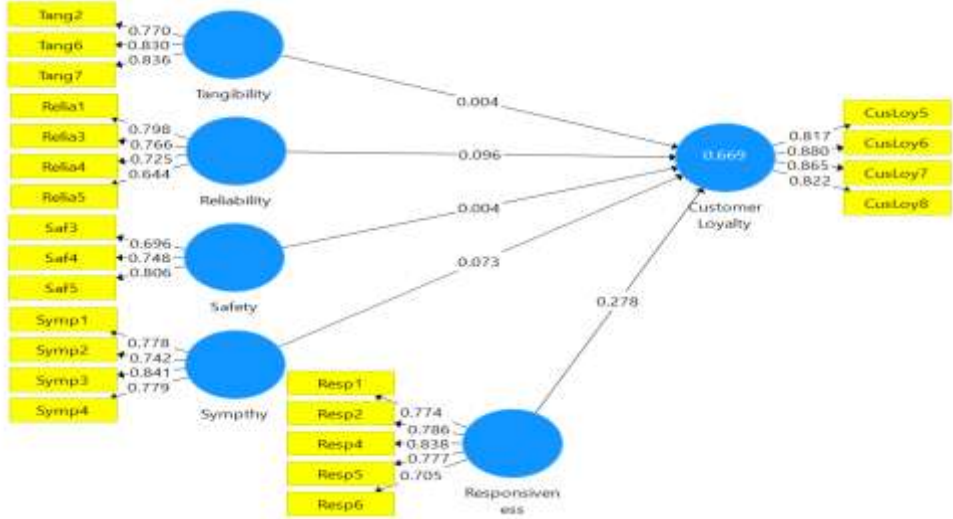 Tang2
Tang6
Tang7
0.770
0.830
0.836
Tangibility
Relia1
Relia3
Relia4
Relia5
0.798
0.766
0.725
0.644
Reliability
Saf3
Saf4
Saf5
0.696
0.748
0.806
Safety
Symp1
Symp2
Symp3
Symp4
0.778
0.742
0.841
0.779
Sympthy
Resp1
Resp2
Resp4
Resp5
Resp6
0.774
0.786
0.838
0.777
0.705
Responsiven
ess
0.004
0.096
0.004
0.073
0.278
0.669
Customer
Loyalty
0.817
0.880
0.865
0.822
CusLoy5
CusLoy6
CusLoy7
CusLoy8